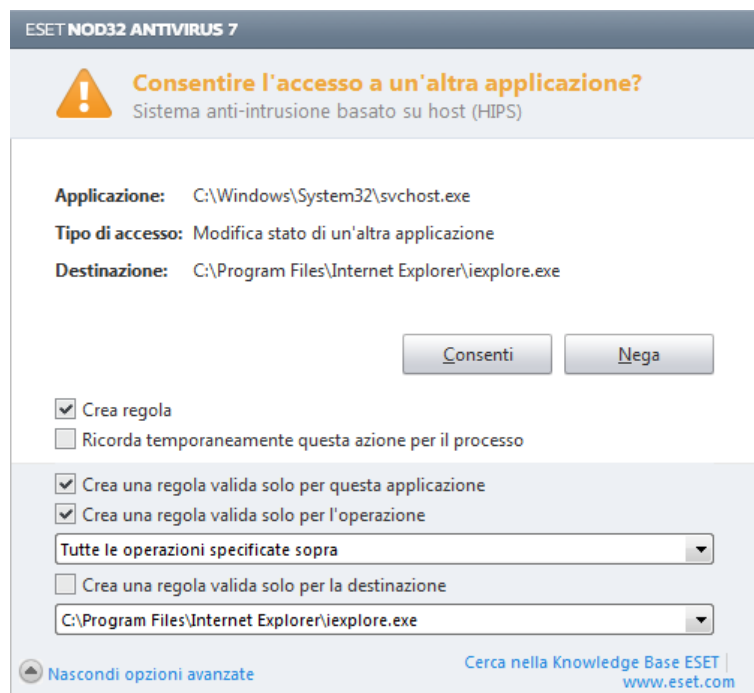 ESET NOD32 ANTIVIRUS 7
Consentire l'accesso a un'altra applicazione?
Sistema anti-intrusione basato su host (HIPS)
Applicazione: C:\Windows\System32\svchost.exe
Tipo di accesso: Modifica stato di un'altra applicazione
Destinazione: C:\Program Files\Internet Explorer\iexplore.exe
Consenti Nega
Crea regola
Ricorda temporaneamente questa azione per il processo
Crea una regola valida solo per questa applicazione
Crea una regola valida solo per l'operazione
Tutte le operazioni specificate sopra
Crea una regola valida solo per la destinazione
C:\Program Files\Internet Explorer\iexplore.exe
Nascondi opzioni avanzate
Cerca nella Knowledge Base ESET
www.eset.com